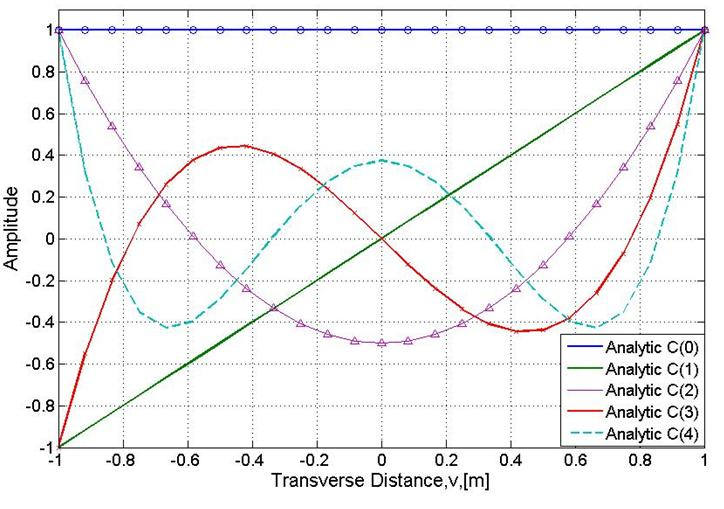 1
0.8
0.6
0.4
0.2
0
-0.2
-0.4
-0.6
-0.8
-1
Amplitude
-1 -0.8 -0.6 -0.4 -0.2 0 0.2 0.4 0.6 0.8 1
Transverse Distance,v,[m]
Analytic C(0)
Analytic C(1)
Analytic C(2)
Analytic C(3)
Analytic C(4)